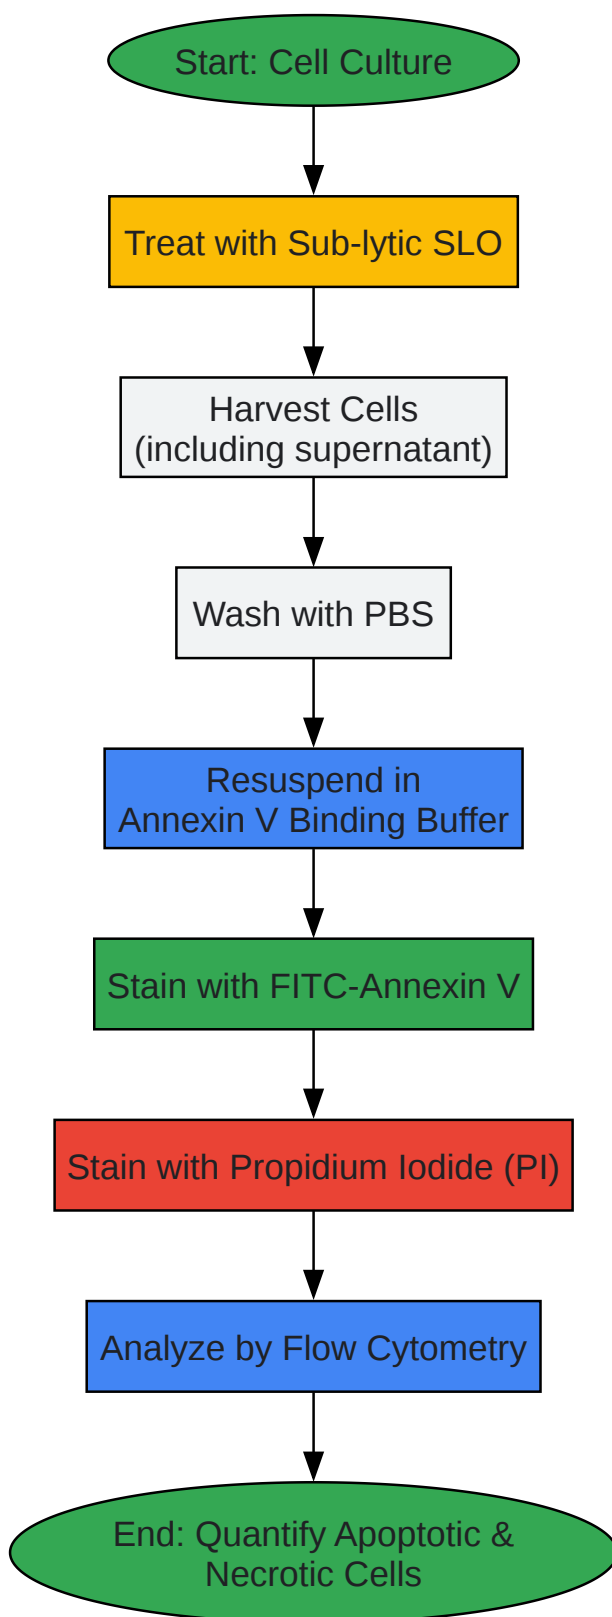 Start: Cell Culture
Treat with Sub-lytic SLO
Harvest Cells
(including supernatant)
Wash with PBS
Resuspend in
Annexin V Binding Buffer
Stain with FITC-Annexin V
Stain with Propidium Iodide (PI)
Analyze by Flow Cytometry
End: Quantify Apoptotic &
Necrotic Cells